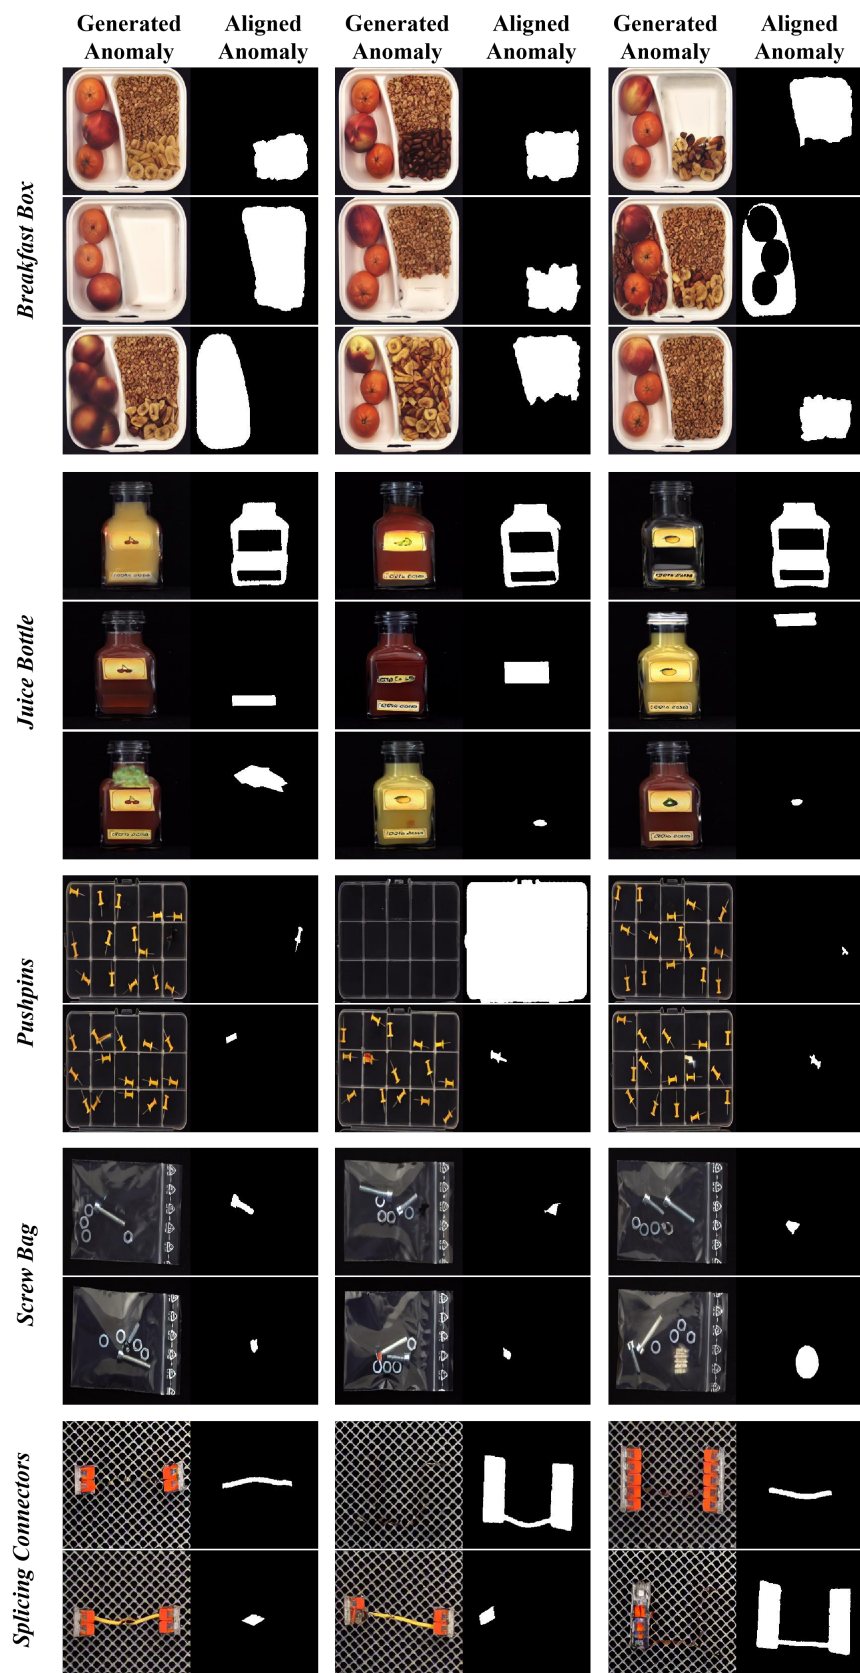 Generated Anomaly
Aligned Anomaly
Generated Anomaly
Aligned Anomaly
Generated Anomaly
Aligned Anomaly
Breakfast Box
Juice Bottle
Pushpins
Screw Bag
Splicing Connectors